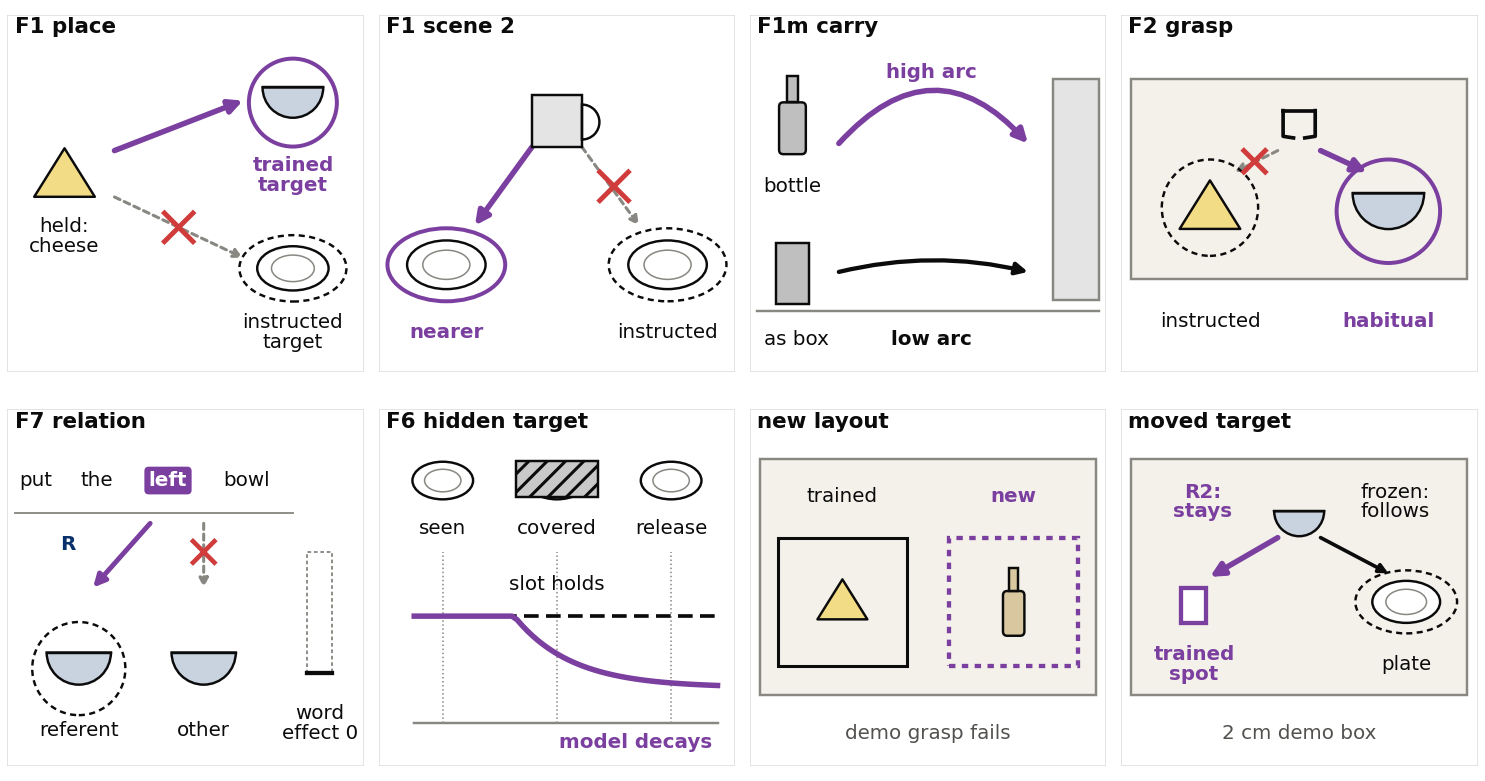 F1 place
held:
cheese
trained
target
instructed
target
F1 scene 2
nearer
instructed
F1m carry
high arc
bottle
as box
low arc
F2 grasp
instructed
habitual
F7 relation
put the left bowl
R
referent
other
word
effect 0
F6 hidden target
seen
covered
release
slot holds
model decays
new layout
trained
new
demo grasp fails
moved target
R2:
stays
frozen:
follows
trained
spot
plate
2 cm demo box